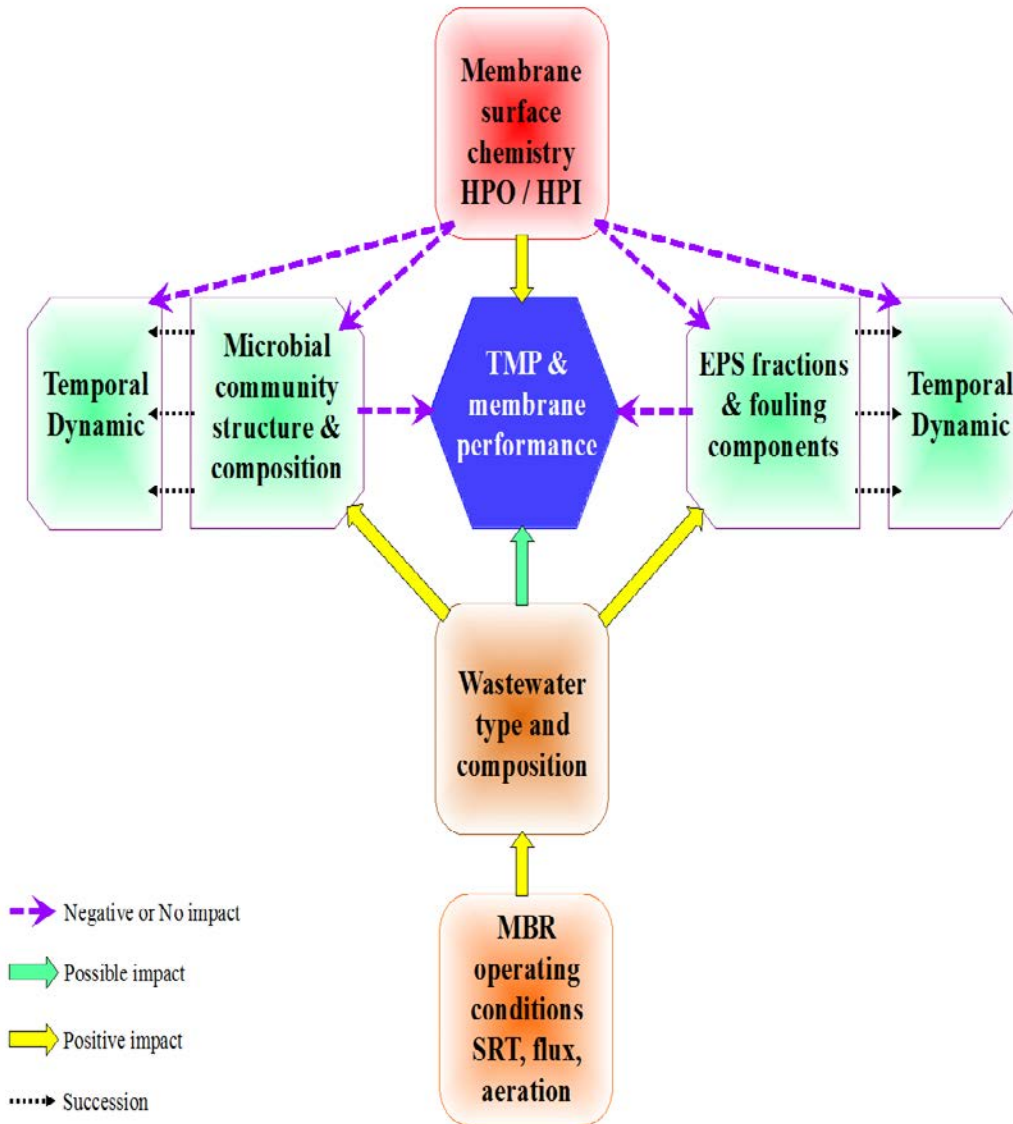 Membrane
surface
chemistry
HPO / HPI
Temporal
Dynamic
Microbial
community
structure &
composition
TMP &
membrane
performance
EPS fractions
& fouling
components
Temporal
Dynamic
Wastewater
type and
composition
MBR
operating
conditions
SRT, flux,
aeration
Negative or No impact
Possible impact
Positive impact
Succession